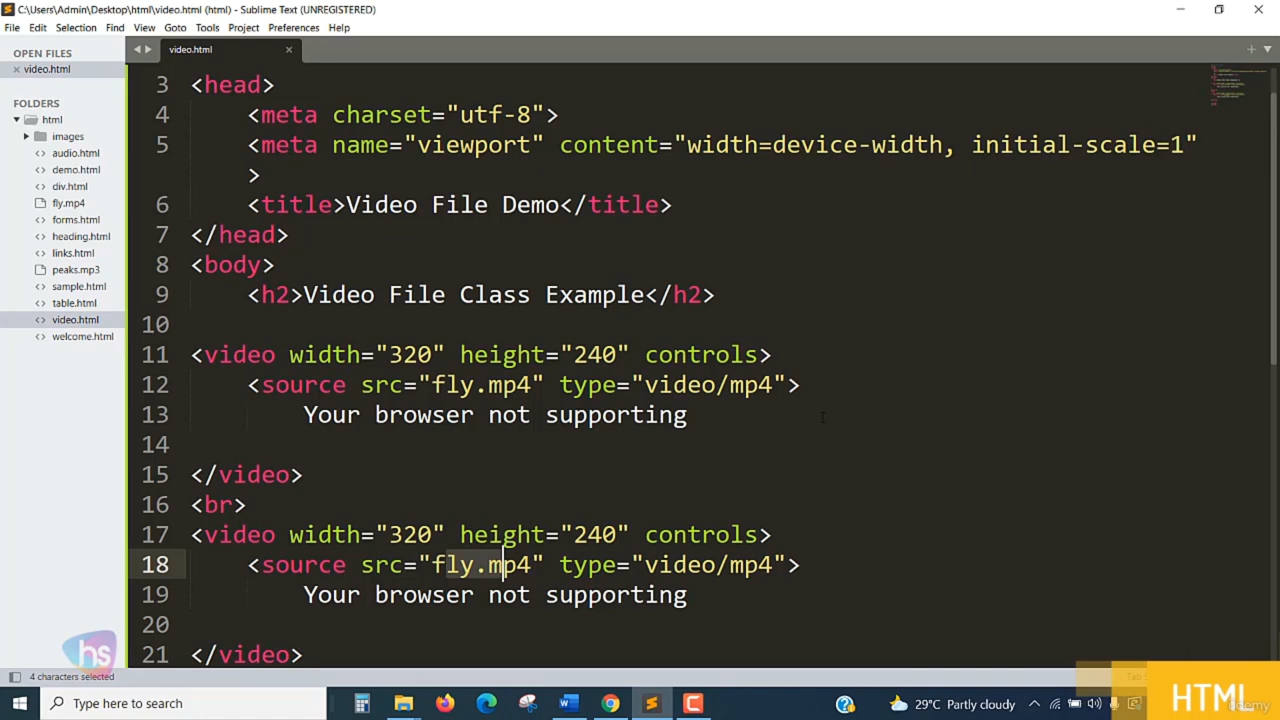 C:\Users\Admin\Desktop\html\video.html (html) - Sublime Text (UNREGISTERED)
File Edit Selection Find View Goto Tools Project Preferences Help
OPEN FILES
video.html
FOLDERS
html
images
audio.html
demo.html
div.html
fly.mp4
forms.html
heading.html
links.html
peaks.mp3
sample.html
table.html
video.html
welcome.html
video.html
3 <head>
4 <meta charset="utf-8">
5 <meta name="viewport" content="width=device-width, initial-scale=1"
>
6 <title>Video File Demo</title>
7 </head>
8 <body>
9 <h2>Video File Class Example</h2>
10
11 <video width="320" height="240" controls>
12 <source src="fly.mp4" type="video/mp4">
13 Your browser not supporting
14
15 </video>
16 <br>
17 <video width="320" height="240" controls>
18 <source src="fly.mp4" type="video/mp4">
19 Your browser not supporting
20
21 </video>
hs
4 characters selected
Type here to search
29°C Partly cloudy
HTML
Udemy